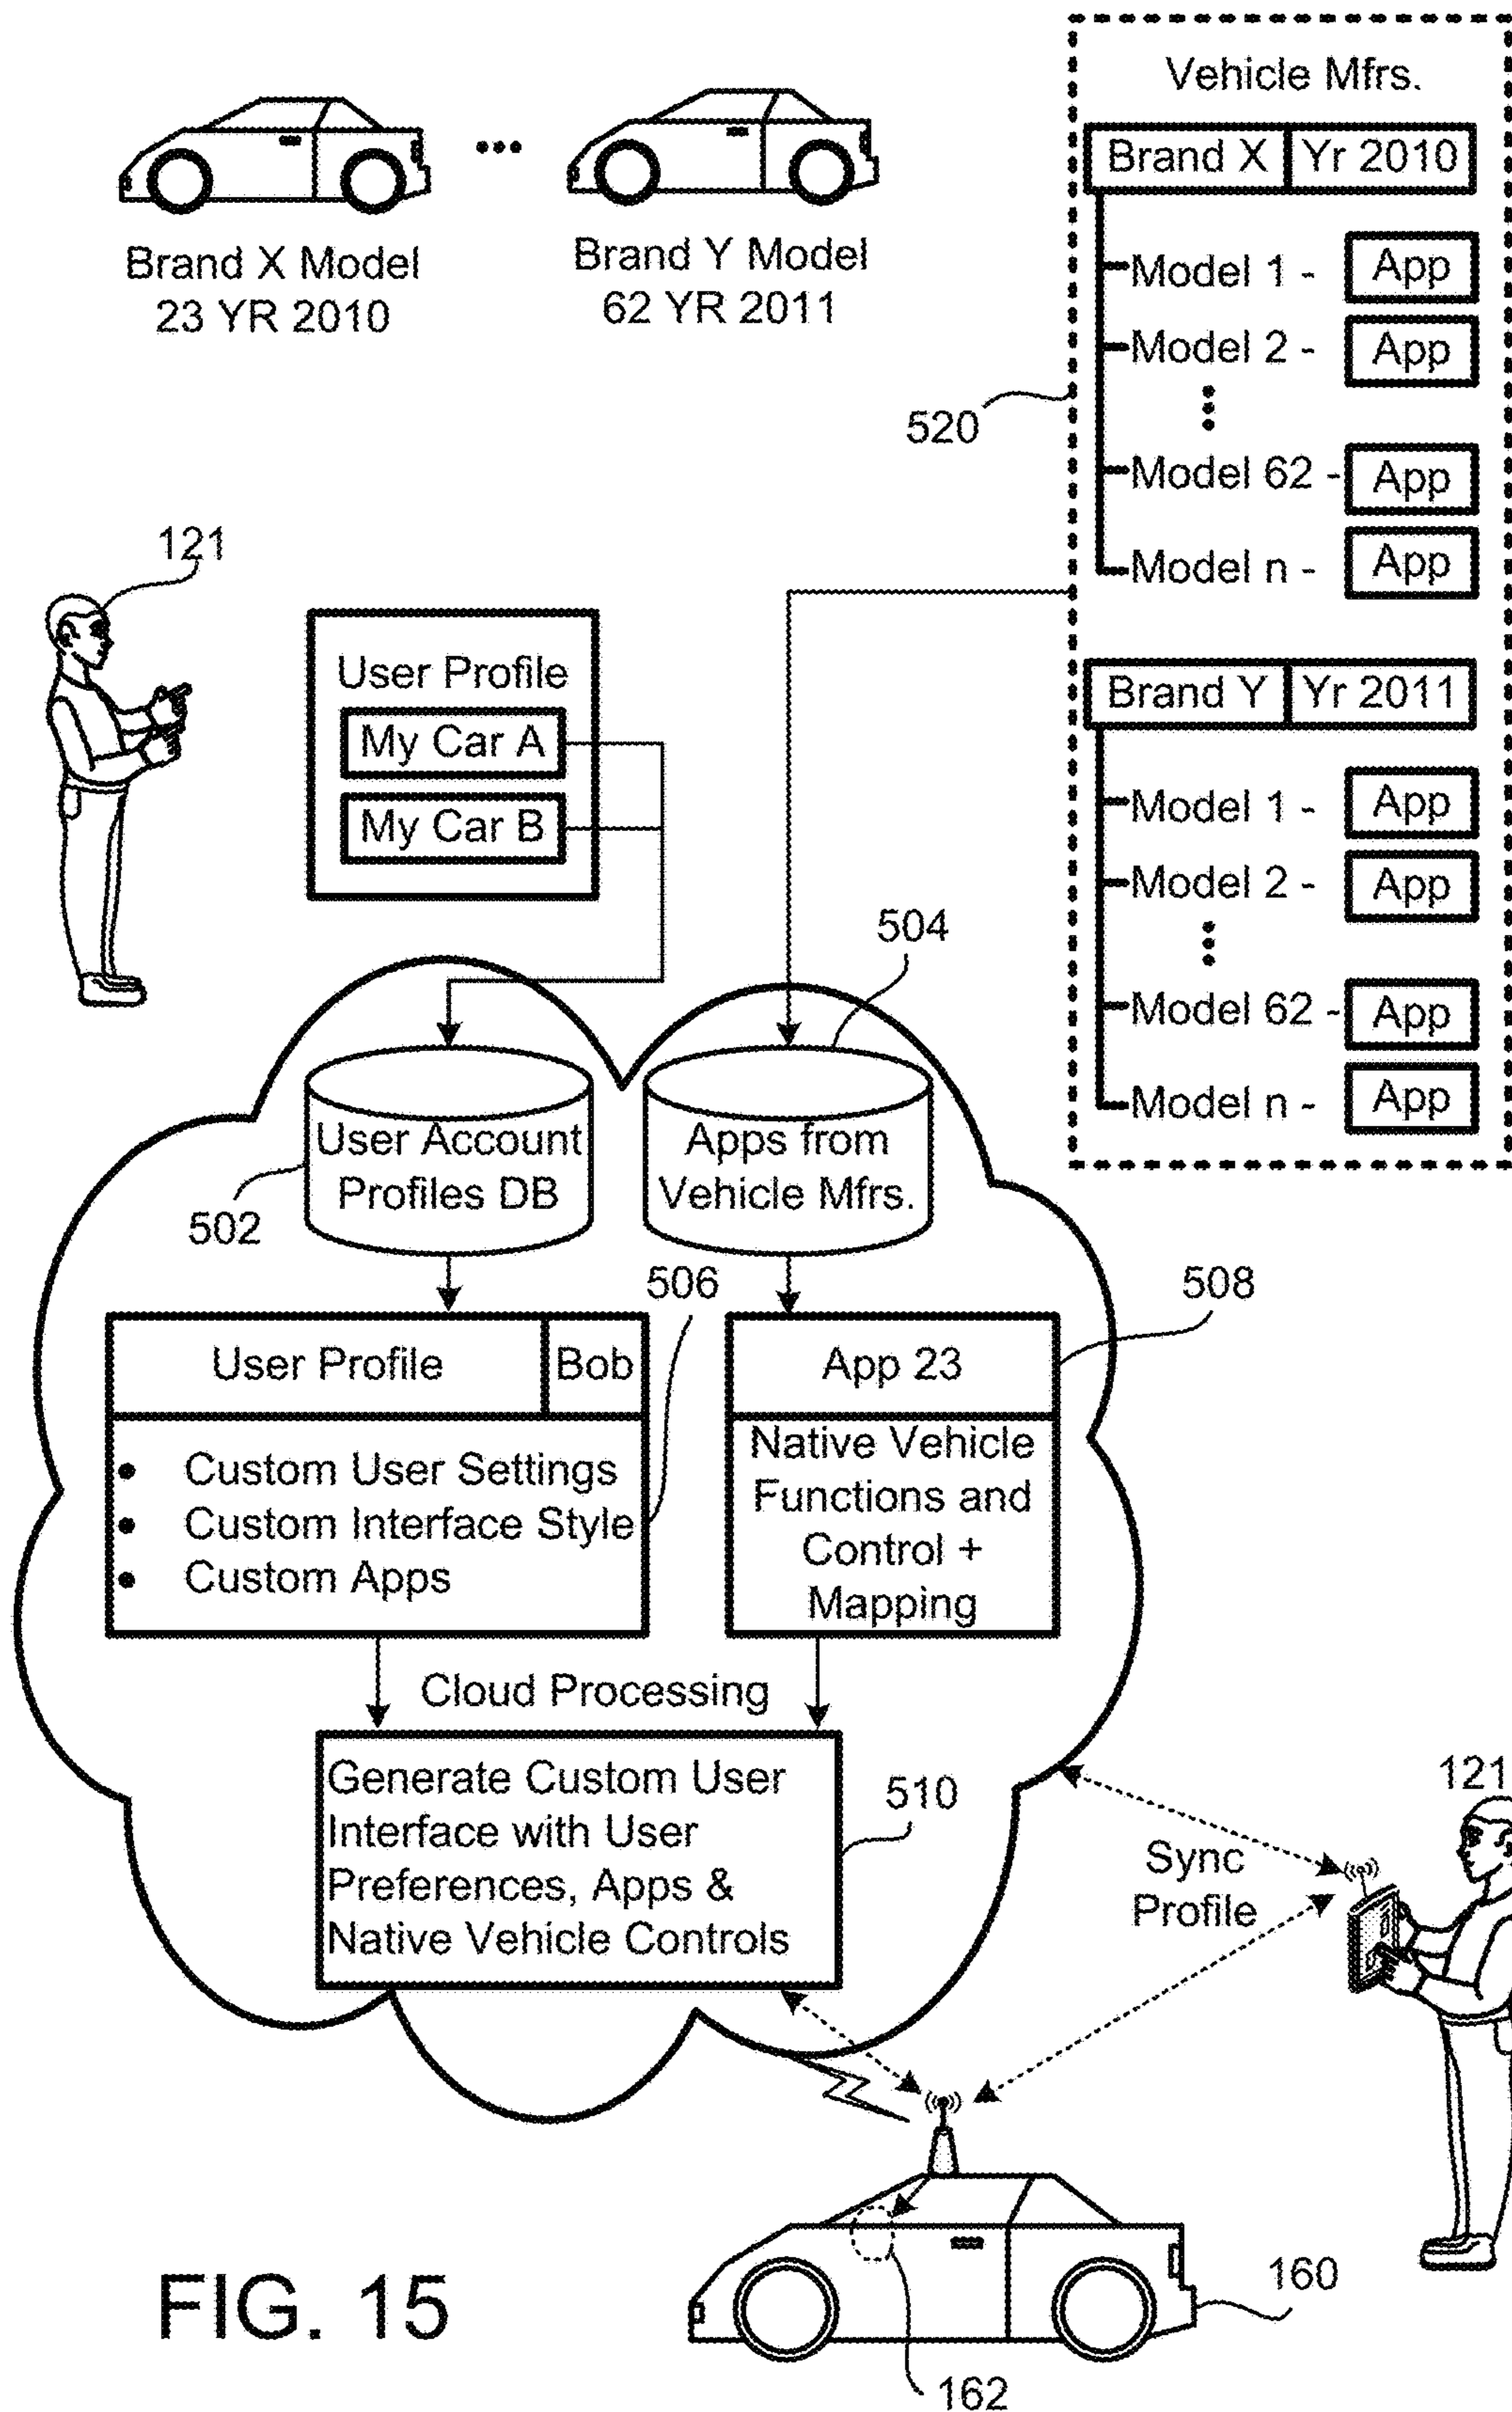 Vehicle Mfrs.
Brand X Yr 2010
Model 1 - App
Model 2 - App
Model 62 - App
Model n - App
Brand Y Yr 2011
Model 1 - App
Model 2 - App
Model 62 - App
Model n - App
520
Brand X Model
23 YR 2010
Brand Y Model
62 YR 2011
121
User Profile
My Car A
My Car B
504
User Account
Profiles DB
502
Apps from
Vehicle Mfrs.
506
508
User Profile Bob
• Custom User Settings
• Custom Interface Style
• Custom Apps
App 23
Native Vehicle
Functions and
Control +
Mapping
Cloud Processing
Generate Custom User
Interface with User
Preferences, Apps &
Native Vehicle Controls
510
121
Sync
Profile
160
162
FIG. 15